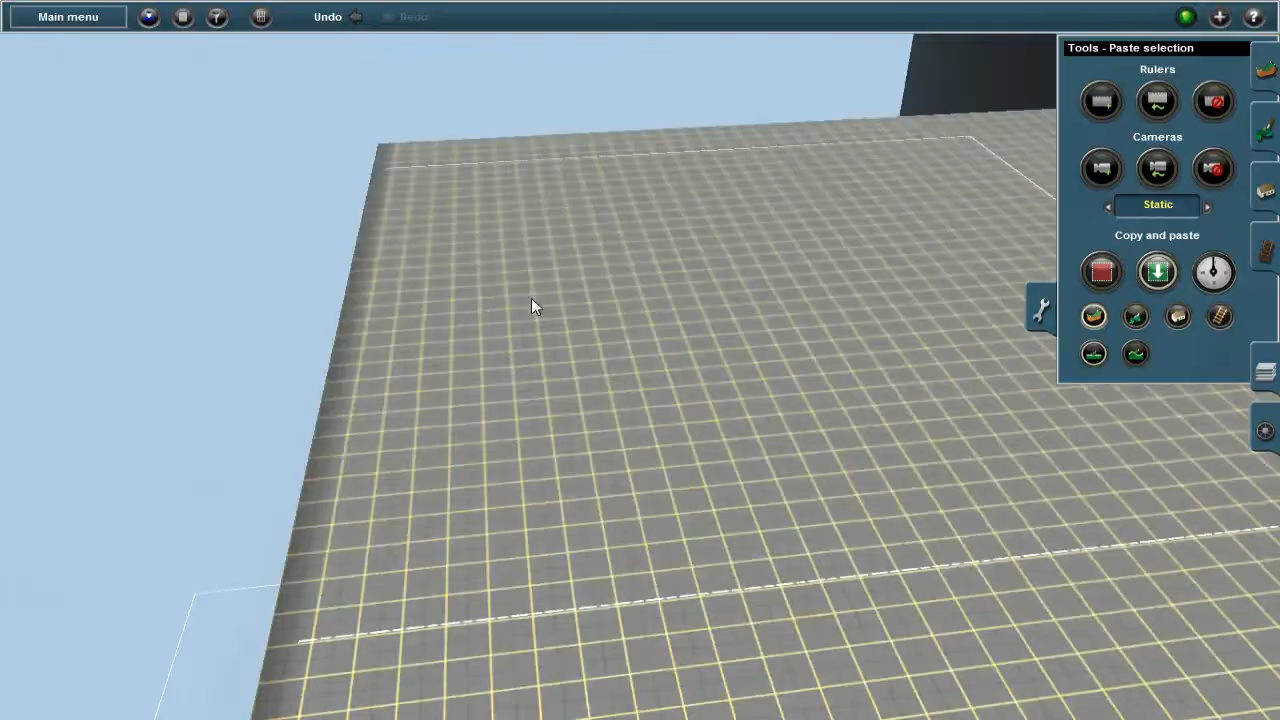 Main menu
Undo
Redo
Tools - Paste selection
Rulers
Cameras
Static
Copy and paste